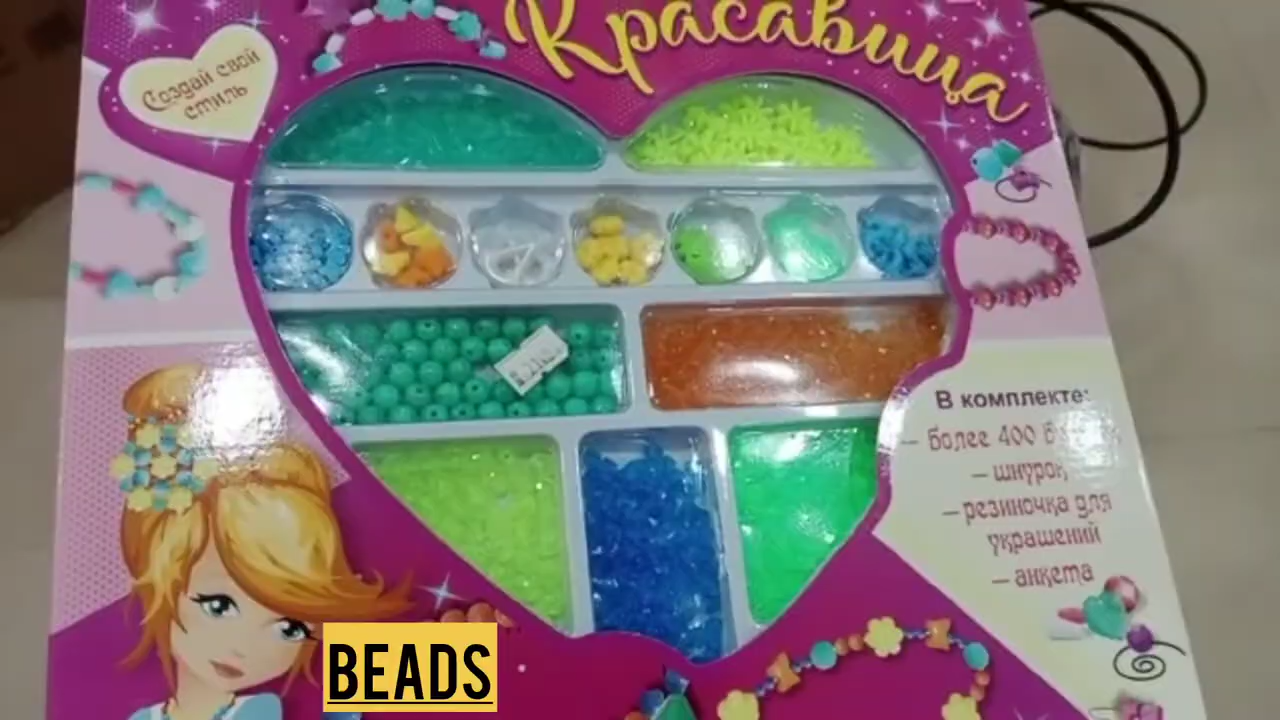 Красавица
Создай свой
стиль
В комплекте:
– более 400
– шнурок
– резиночка для
украшений
– анкета
BEADS